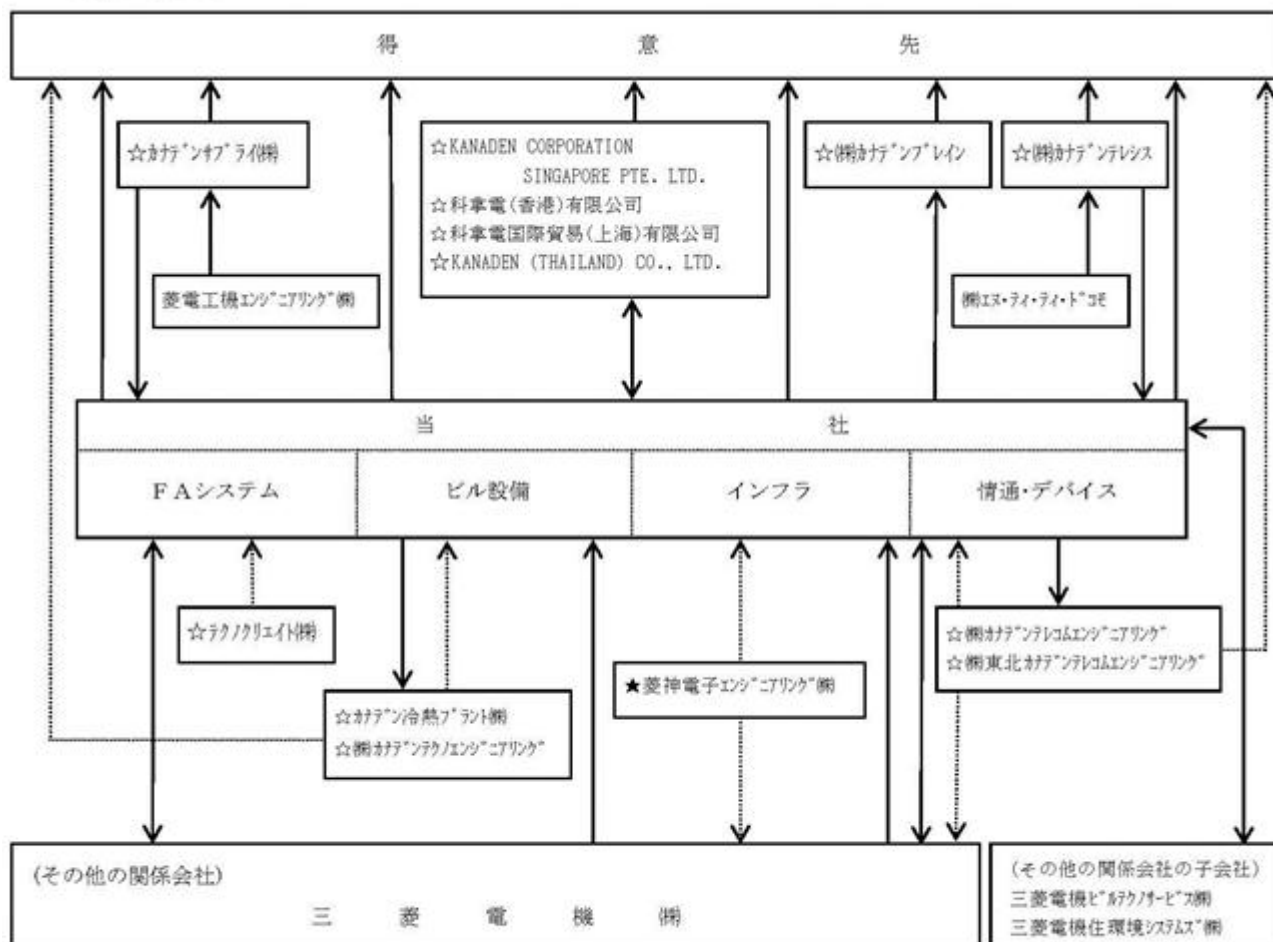 得意先
☆ｶﾅﾃﾞﾝｻﾌﾟﾗｲ㈱
☆KANADEN CORPORATION
SINGAPORE PTE. LTD.
☆科拿電(香港)有限公司
☆科拿電国際貿易(上海)有限公司
☆KANADEN (THAILAND) CO., LTD.
☆㈱ｶﾅﾃﾞﾝﾌﾞﾚｲﾝ
☆㈱ｶﾅﾃﾞﾝﾃﾚｼｽ
菱電工機ｴﾝｼﾞﾆｱﾘﾝｸﾞ㈱
㈱ｴﾇ･ﾃｨ･ﾃｨ･ﾄﾞｺﾓ
当社
ＦＡシステム
ビル設備
インフラ
情通･デバイス
☆ﾃｸﾉｸﾘｴｲﾄ㈱
☆㈱ｶﾅﾃﾞﾝﾃﾚｺﾑｴﾝｼﾞﾆｱﾘﾝｸﾞ
☆㈱東北ｶﾅﾃﾞﾝﾃﾚｺﾑｴﾝｼﾞﾆｱﾘﾝｸﾞ
★菱神電子ｴﾝｼﾞﾆｱﾘﾝｸﾞ㈱
☆ｶﾅﾃﾞﾝ冷熱ﾌﾟﾗﾝﾄ㈱
☆㈱ｶﾅﾃﾞﾝﾃｸﾉｴﾝｼﾞﾆｱﾘﾝｸﾞ
(その他の関係会社)
三菱電機㈱
(その他の関係会社の子会社)
三菱電機ﾋﾞﾙﾃｸﾉｻｰﾋﾞｽ㈱
三菱電機住環境ｼｽﾃﾑｽﾞ㈱